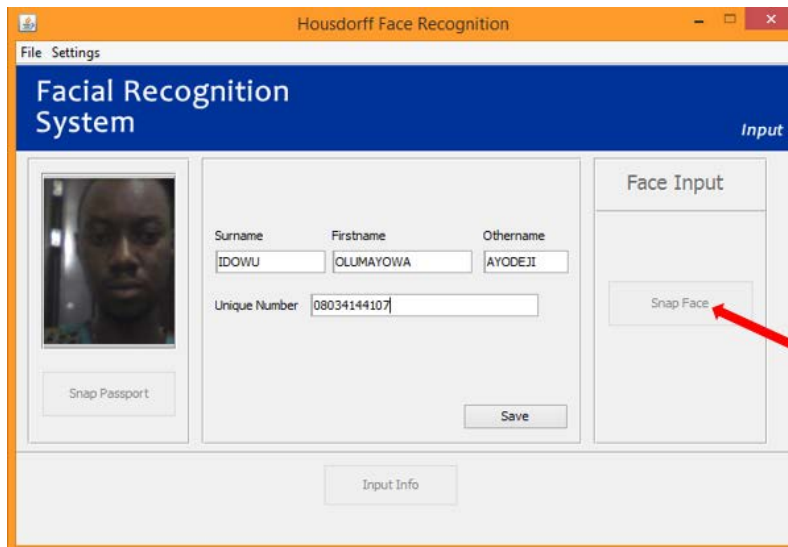 Housdorff Face Recognition
File Settings
Facial Recognition
System
Input
Face Input
Surname Firstname Othername
IDOWU OLUMAYOWA AYODEJI
Unique Number 08034144107
Snap Face
Snap Passport
Save
Input Info